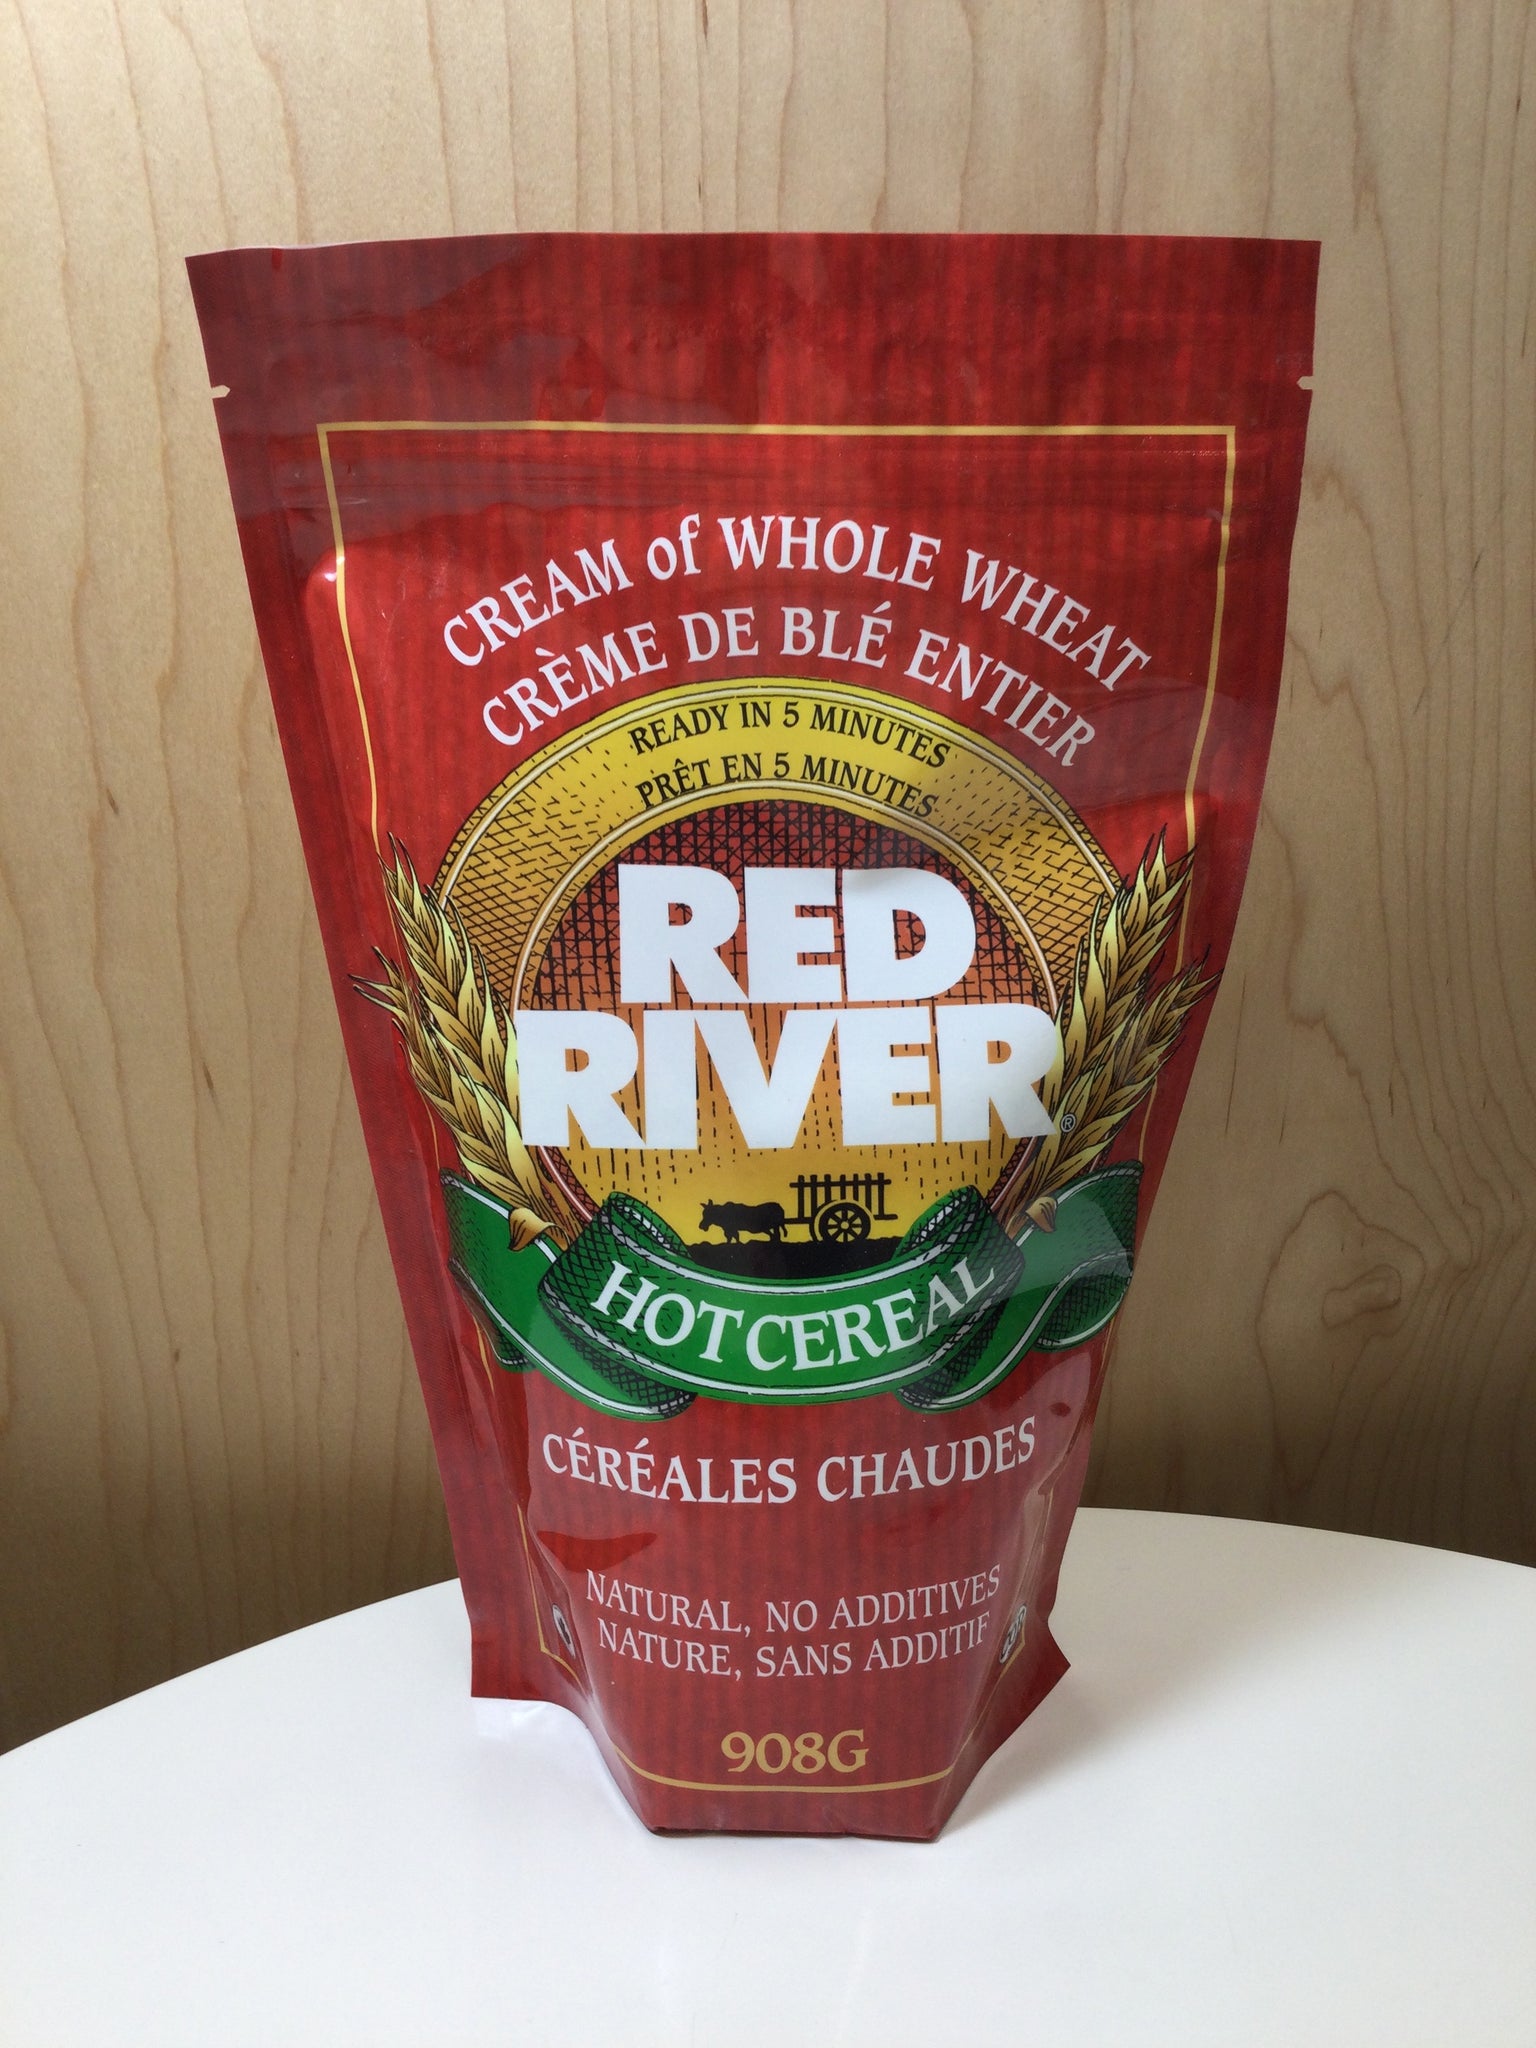 CREAM of WHOLE WHEAT
CRÈME DE BLÉ ENTIER
READY IN 5 MINUTES
PRÊT EN 5 MINUTES
RED
RIVER®
HOT CEREAL
CÉRÉALES CHAUDES
NATURAL, NO ADDITIVES
NATURE, SANS ADDITIF
908G